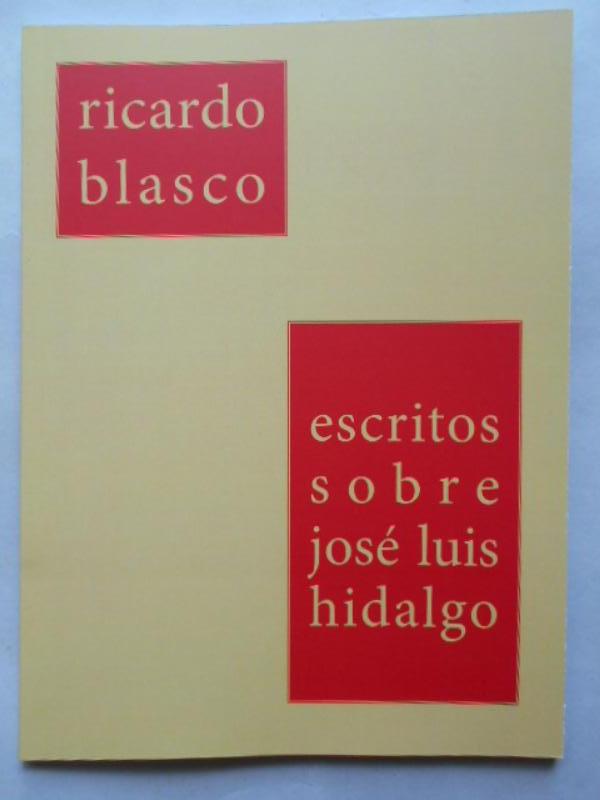 ricardo
blasco
escritos
sobre
josé luis
hidalgo